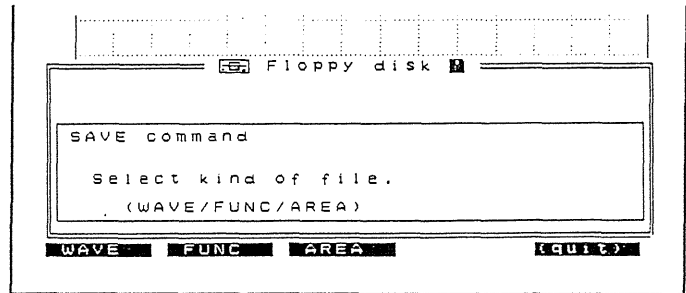 Floppy disk
SAVE command
Select kind of file.
(WAVE/FUNC/AREA)
WAVE FUNC AREA (quit)